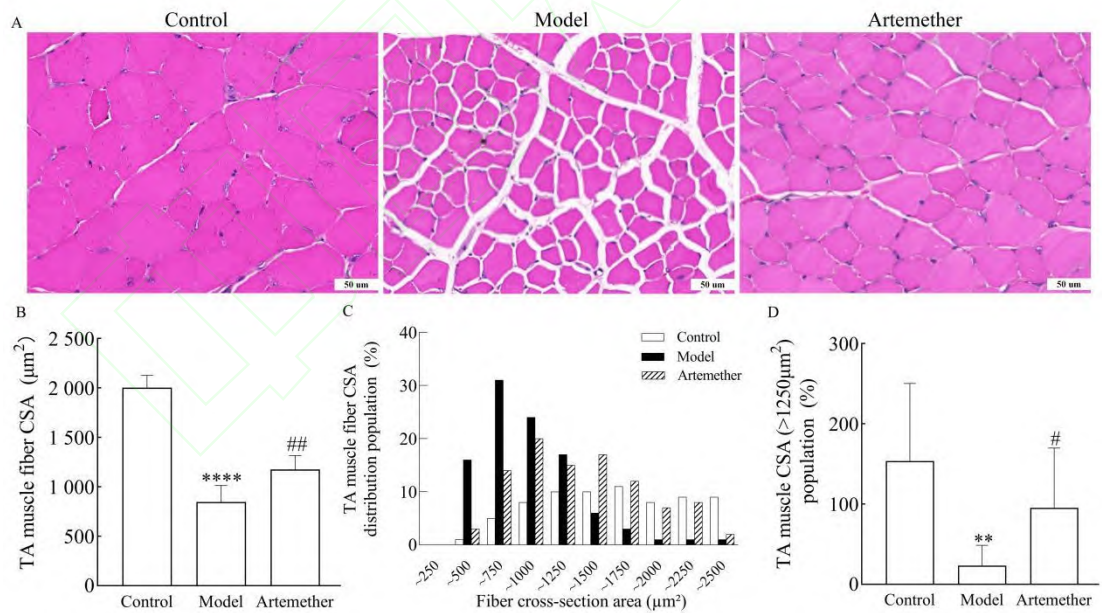 A
Control
Model
Artemether
50 um
50 um
50 um
B
TA muscle fiber CSA (µm²)
2 500
2 000
1 500
1 000
500
0
****
##
Control
Model
Artemether
C
TA muscle fiber CSA
distribution population (%)
40
30
20
10
0
Control
Model
Artemether
~250
~500
~750
~1000
~1250
~1500
~1750
~2000
~2250
~2500
Fiber cross-section area (µm²)
D
TA muscle CSA (>1250µm²)
population (%)
300
200
100
0
**
#
Control
Model
Artemether